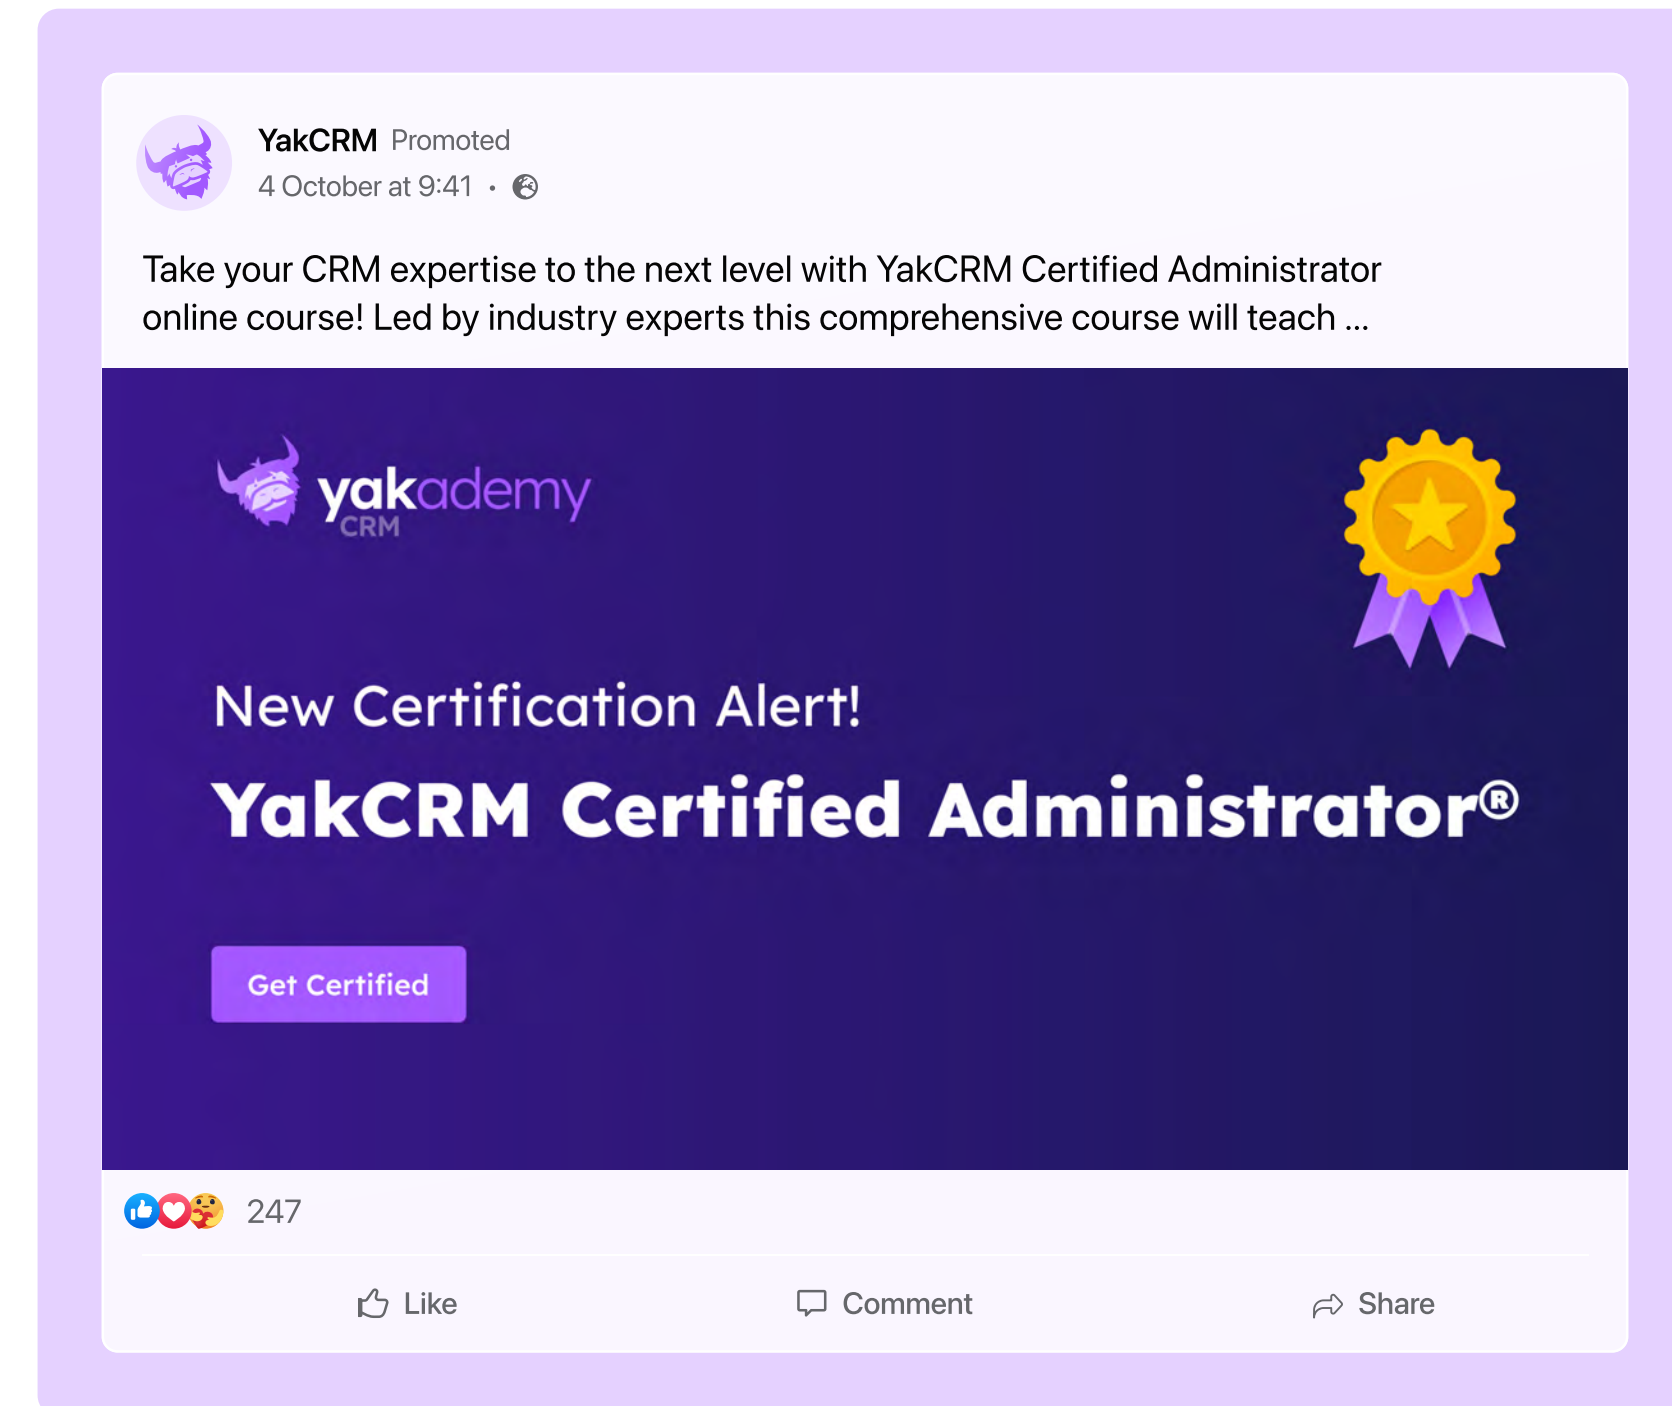 YakCRM Promoted
4 October at 9:41 ·
Take your CRM expertise to the next level with YakCRM Certified Administrator
online course! Led by industry experts this comprehensive course will teach ...
yakademy
CRM
New Certification Alert!
YakCRM Certified Administrator®
Get Certified
247
Like Comment Share